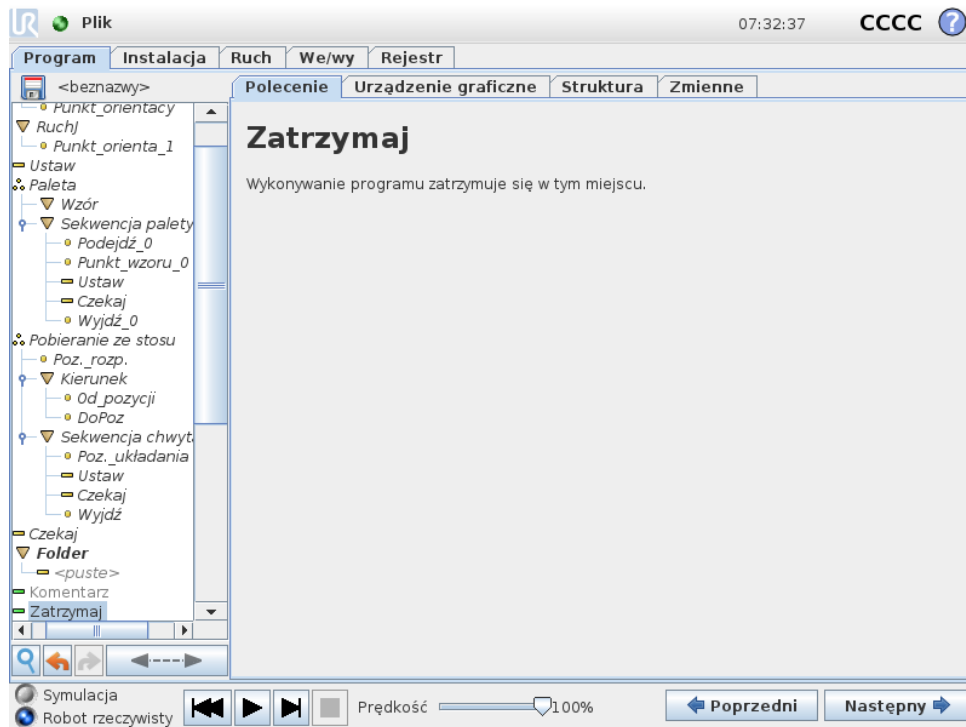 UR Plik 07:32:37 CCCC ?
Program Instalacja Ruch We/wy Rejestr
<beznazwy>
Polecenie Urządzenie graficzne Struktura Zmienne
Punkt_orientacy
RuchJ
Punkt_orienta_1
Ustaw
Paleta
Wzór
Sekwencja palety
Podejdź_0
Punkt_wzoru_0
Ustaw
Czekaj
Wyjdź_0
Pobieranie ze stosu
Poz._rozp.
Kierunek
Od_pozycji
DoPoz
Sekwencja chwyt
Poz._układania
Ustaw
Czekaj
Wyjdź
Czekaj
Folder
<puste>
Komentarz
Zatrzymaj
Zatrzymaj
Wykonywanie programu zatrzymuje się w tym miejscu.
Symulacja
Robot rzeczywisty
Prędkość 100%
Poprzedni Następny